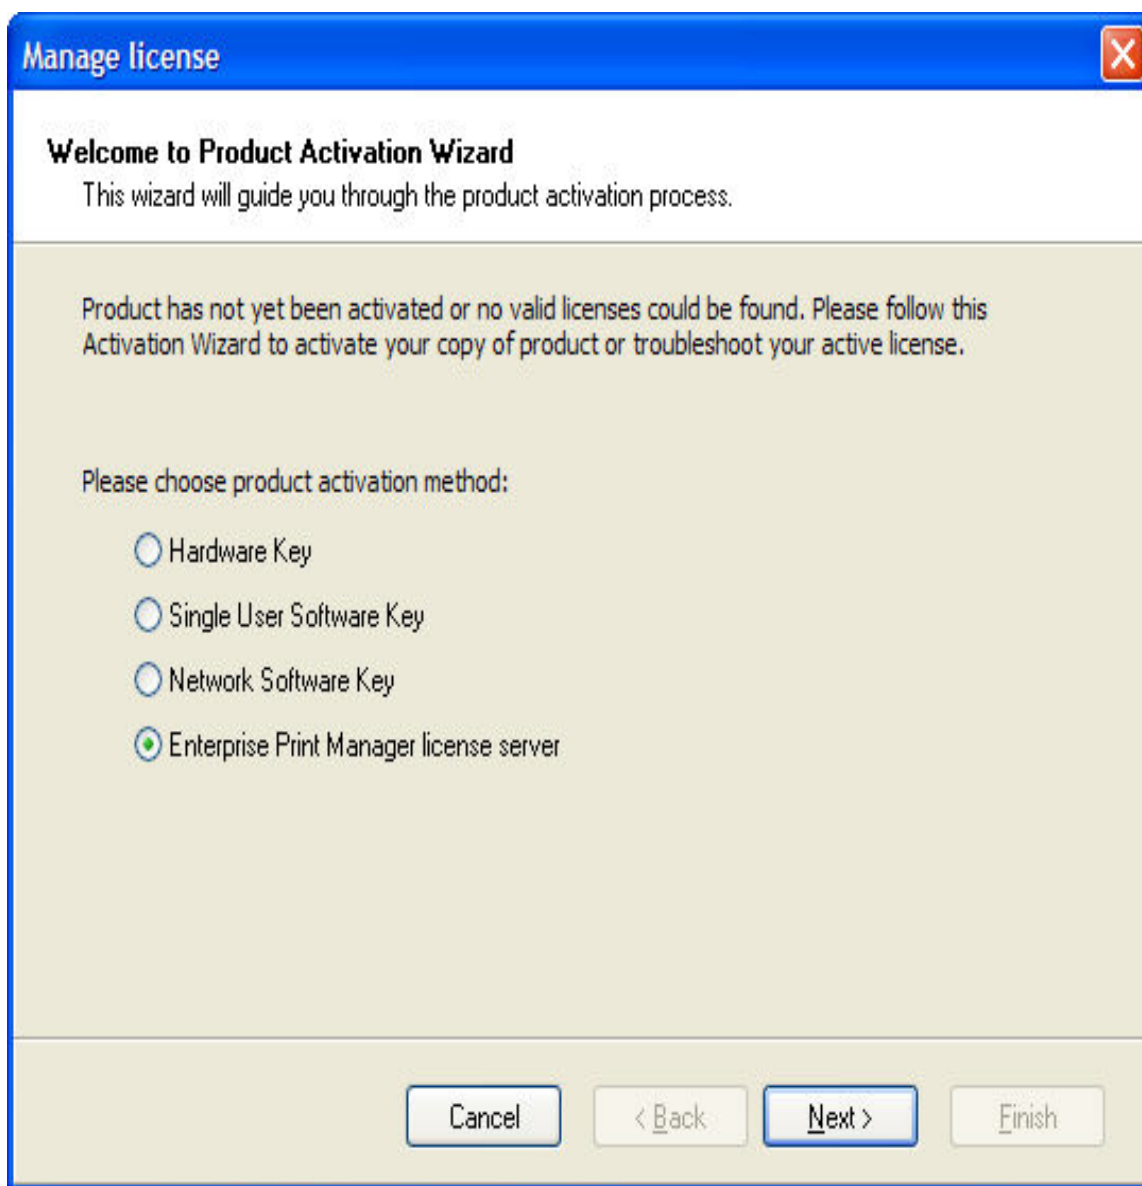 Manage license
Welcome to Product Activation Wizard
This wizard will guide you through the product activation process.
Product has not yet been activated or no valid licenses could be found. Please follow this
Activation Wizard to activate your copy of product or troubleshoot your active license.
Please choose product activation method:
Hardware Key
Single User Software Key
Network Software Key
Enterprise Print Manager license server
Cancel
< Back
Next >
Finish